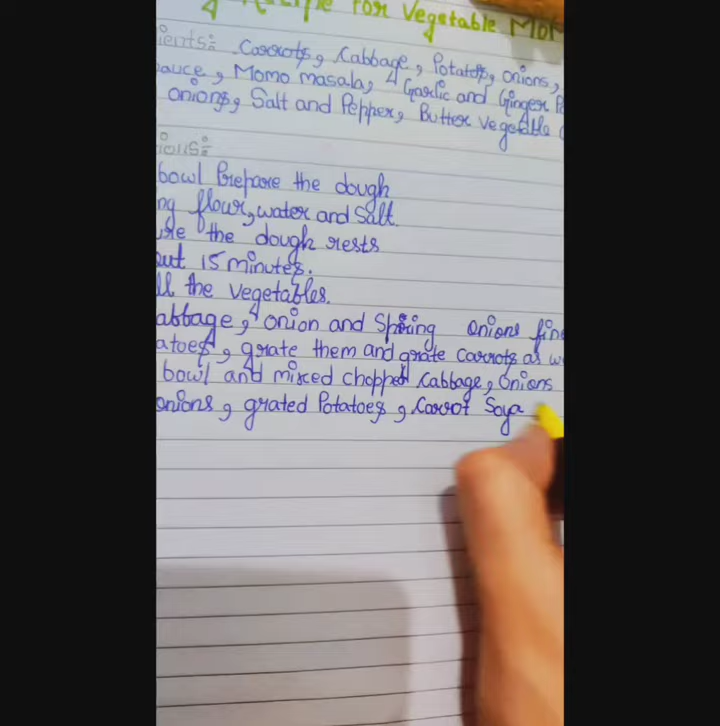 for Vegetable
Carrots, Cabbage, Potatoes, Onions,
Momo masala, Garlic and Ginger
onions, Salt and Pepper, Butter Vegetable
bowl Prepare the dough
flour, water and Salt
the dough rests
15 minutes.
the vegetables.
onion and Spring onions
grate them and grate Carrots as
bowl and mixed chopped Cabbage, Onions
onions, grated Potatoes, Carrot Soya